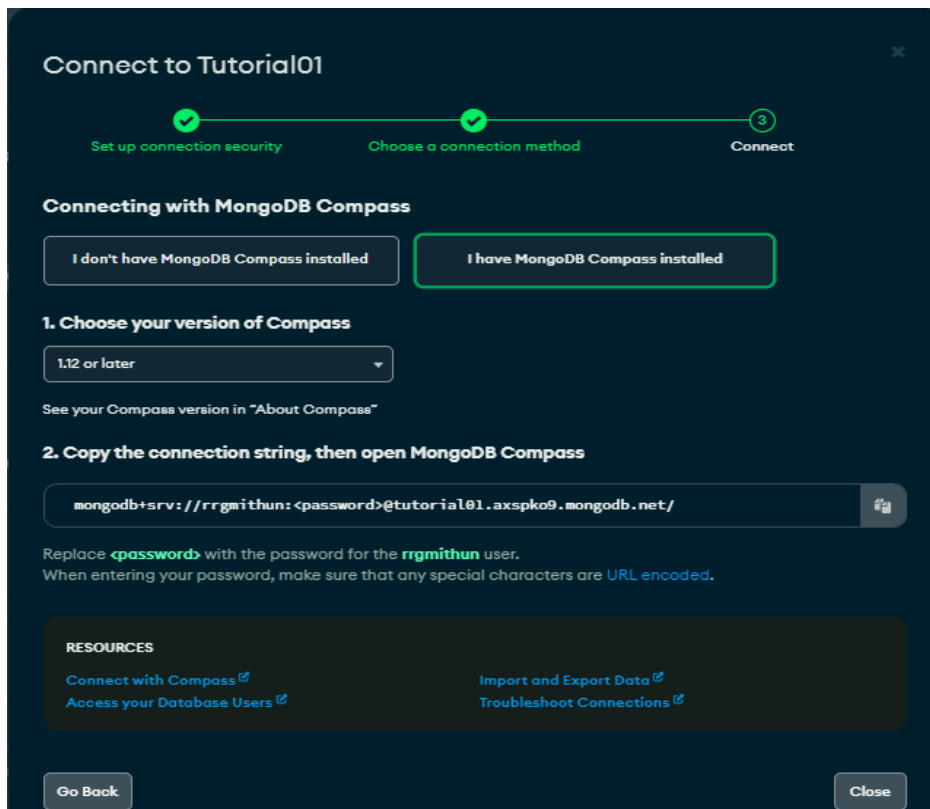 Connect to Tutorial01
×
3
Set up connection security
Choose a connection method
Connect
Connecting with MongoDB Compass
I don't have MongoDB Compass installed
I have MongoDB Compass installed
1. Choose your version of Compass
1.12 or later
See your Compass version in "About Compass"
2. Copy the connection string, then open MongoDB Compass
mongodb+srv://rrgmithun:<password>@tutorial01.axspko9.mongodb.net/
Replace <password> with the password for the rrgmithun user.
When entering your password, make sure that any special characters are URL encoded.
RESOURCES
Connect with Compass
Import and Export Data
Access your Database Users
Troubleshoot Connections
Go Back
Close